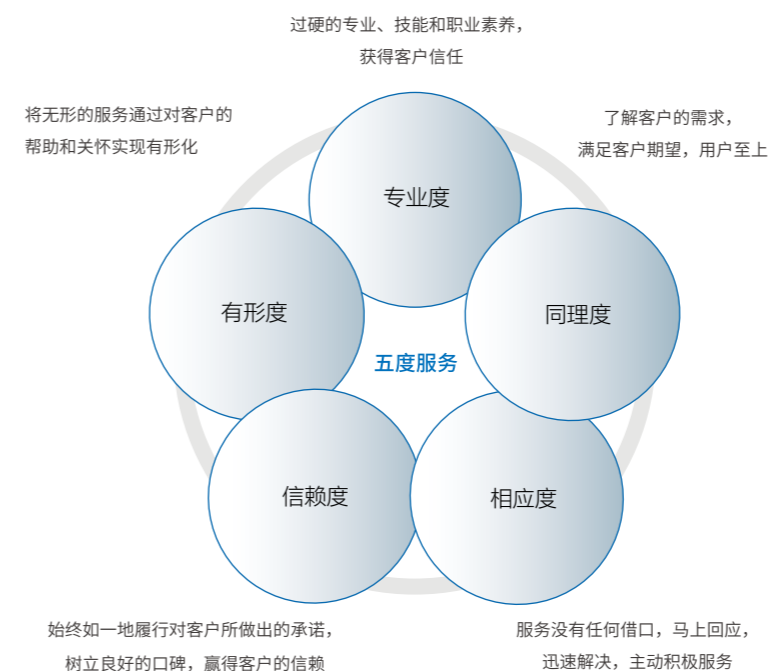 过硬的专业、技能和职业素养，
获得客户信任
将无形的服务通过对客户的
帮助和关怀实现有形化
了解客户的需求，
满足客户期望，用户至上
专业度
有形度
同理度
五度服务
信赖度
相应度
始终如一地履行对客户所做出的承诺，
树立良好的口碑，赢得客户的信赖
服务没有任何借口，马上回应，
迅速解决，主动积极服务